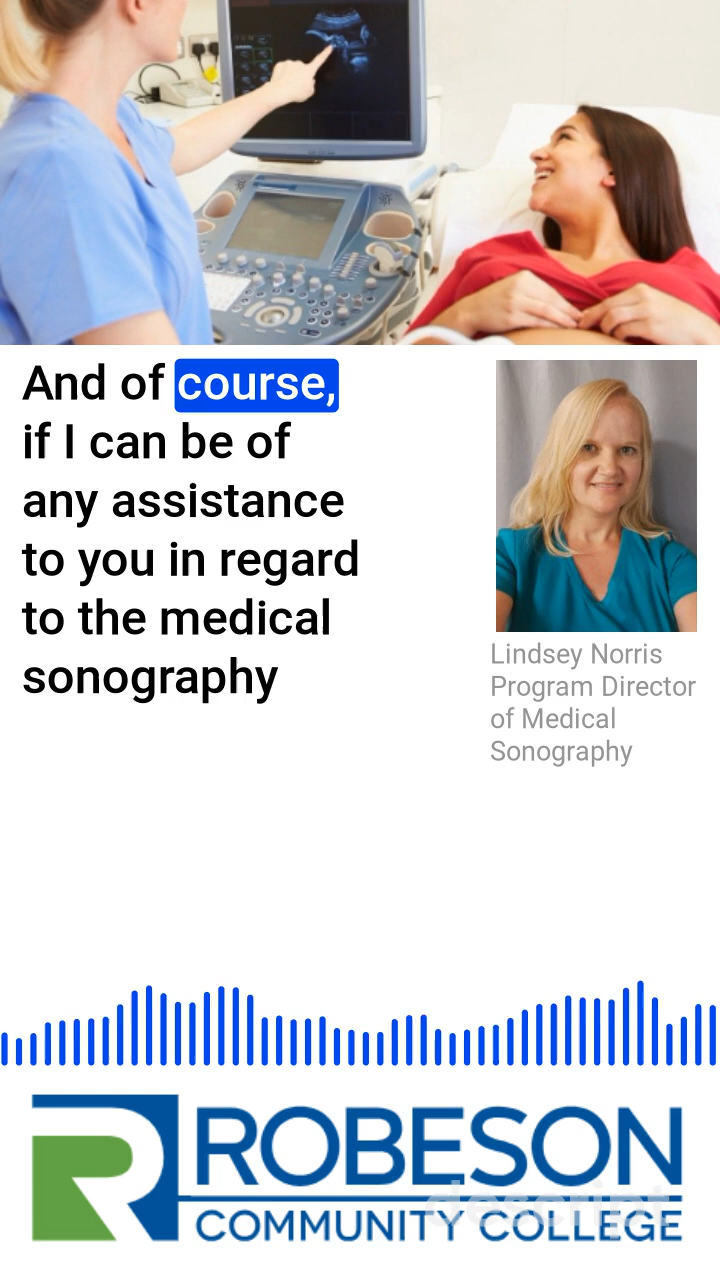 And of course,
if I can be of
any assistance
to you in regard
to the medical
sonography
Lindsey Norris
Program Director
of Medical
Sonography
ROBESON
COMMUNITY COLLEGE
descript